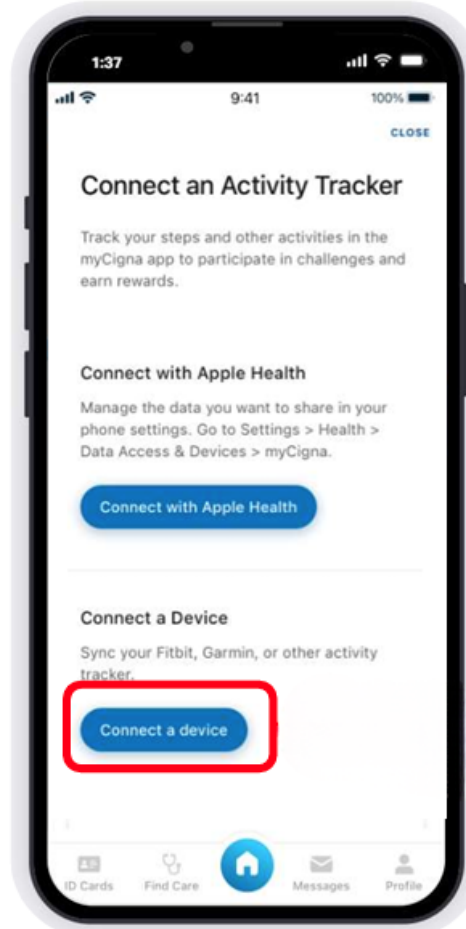 1:37
9:41
100%
CLOSE
Connect an Activity Tracker
Track your steps and other activities in the
myCigna app to participate in challenges and
earn rewards.
Connect with Apple Health
Manage the data you want to share in your
phone settings. Go to Settings > Health >
Data Access & Devices > myCigna.
Connect with Apple Health
Connect a Device
Sync your Fitbit, Garmin, or other activity
tracker.
Connect a device
ID Cards
Find Care
Messages
Profile